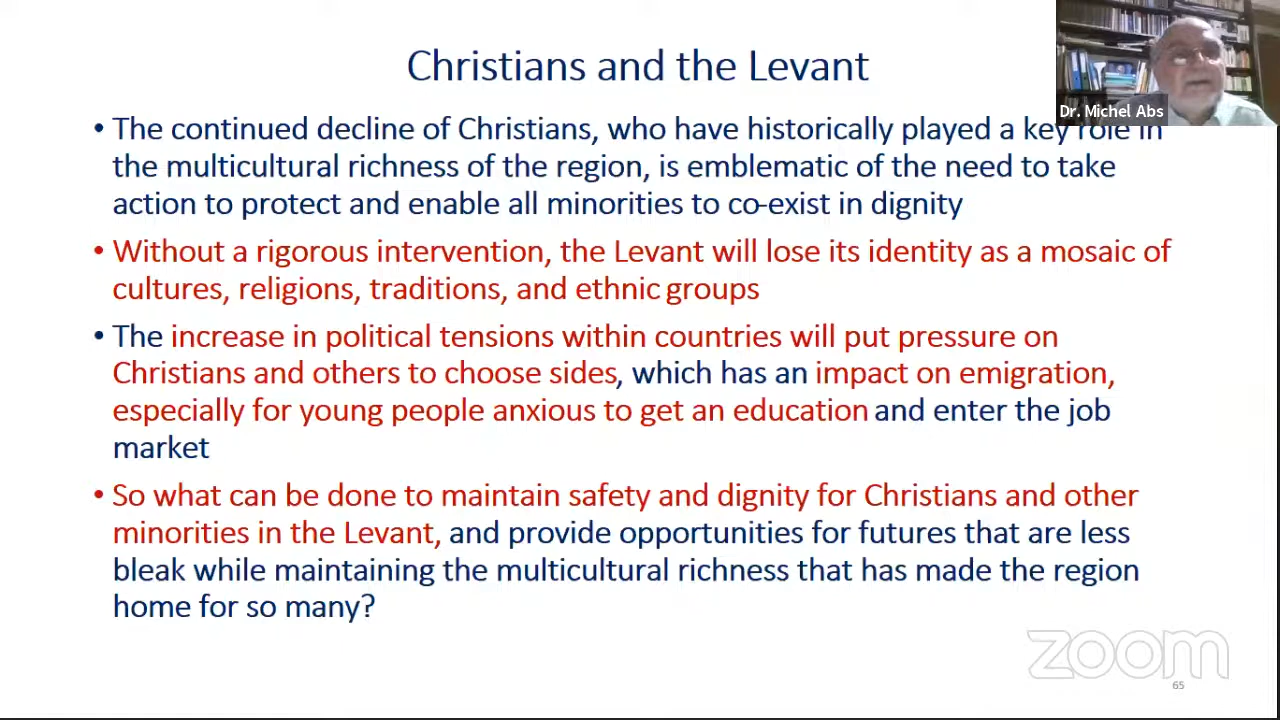 Christians and the Levant
Dr. Michel Abs
• The continued decline of Christians, who have historically played a key role in
the multicultural richness of the region, is emblematic of the need to take
action to protect and enable all minorities to co-exist in dignity
• Without a rigorous intervention, the Levant will lose its identity as a mosaic of
cultures, religions, traditions, and ethnic groups
• The increase in political tensions within countries will put pressure on
Christians and others to choose sides, which has an impact on emigration,
especially for young people anxious to get an education and enter the job
market
• So what can be done to maintain safety and dignity for Christians and other
minorities in the Levant, and provide opportunities for futures that are less
bleak while maintaining the multicultural richness that has made the region
home for so many?
zoom
65